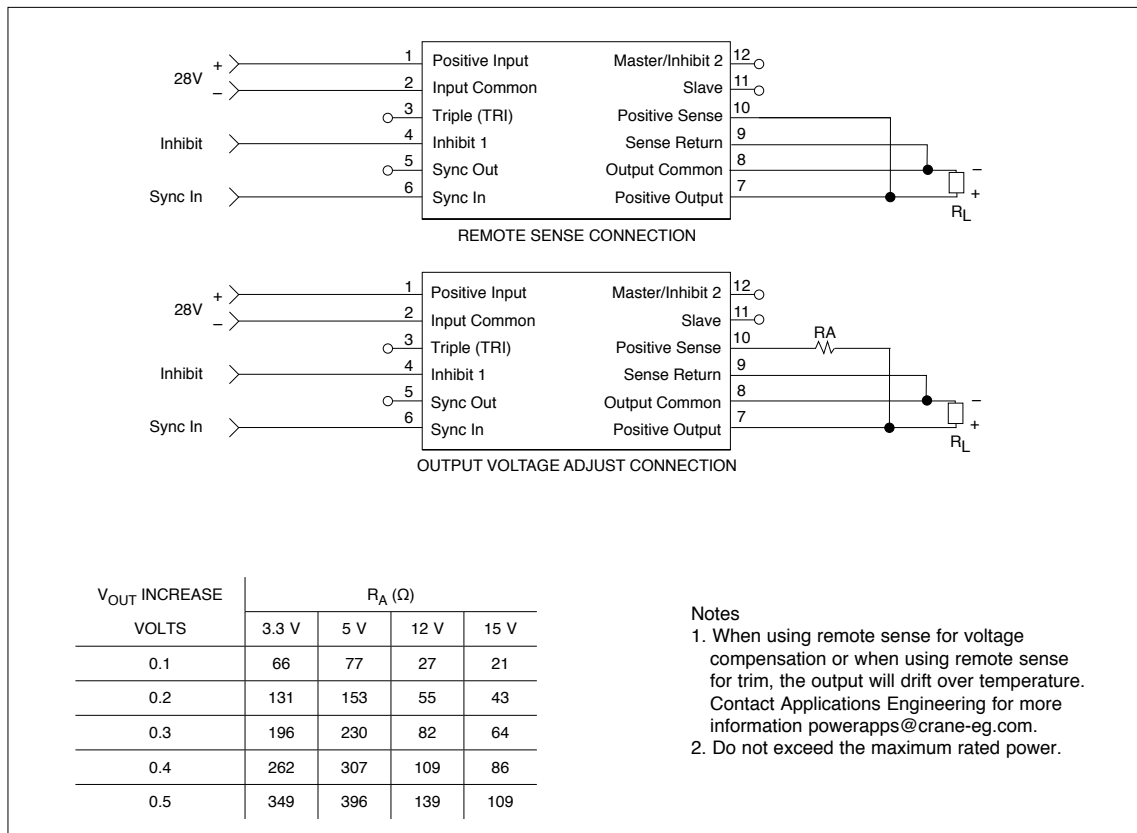 1 Positive Input Master/Inhibit 2 12
28V + –
2 Input Common Slave 11
3 Triple (TRI) Positive Sense 10
Inhibit 4 Inhibit 1 Sense Return 9
5 Sync Out Output Common 8
Sync In 6 Sync In Positive Output 7
– + RL
REMOTE SENSE CONNECTION
1 Positive Input Master/Inhibit 2 12
28V + –
2 Input Common Slave 11
3 Triple (TRI) Positive Sense 10 RA
Inhibit 4 Inhibit 1 Sense Return 9
5 Sync Out Output Common 8
Sync In 6 Sync In Positive Output 7
– + RL
OUTPUT VOLTAGE ADJUST CONNECTION
VOUT INCREASE RA (Ω)
VOLTS 3.3 V 5 V 12 V 15 V
0.1 66 77 27 21
0.2 131 153 55 43
0.3 196 230 82 64
0.4 262 307 109 86
0.5 349 396 139 109
Notes
1. When using remote sense for voltage
compensation or when using remote sense
for trim, the output will drift over temperature.
Contact Applications Engineering for more
information powerapps@crane-eg.com.
2. Do not exceed the maximum rated power.